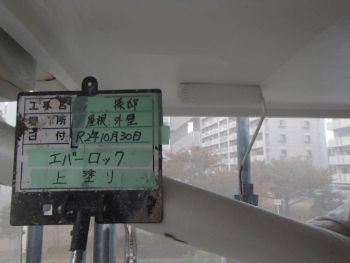 工事名 様邸
場所 屋根 外壁
日付 R2年10月30日
エバーロック
上塗り